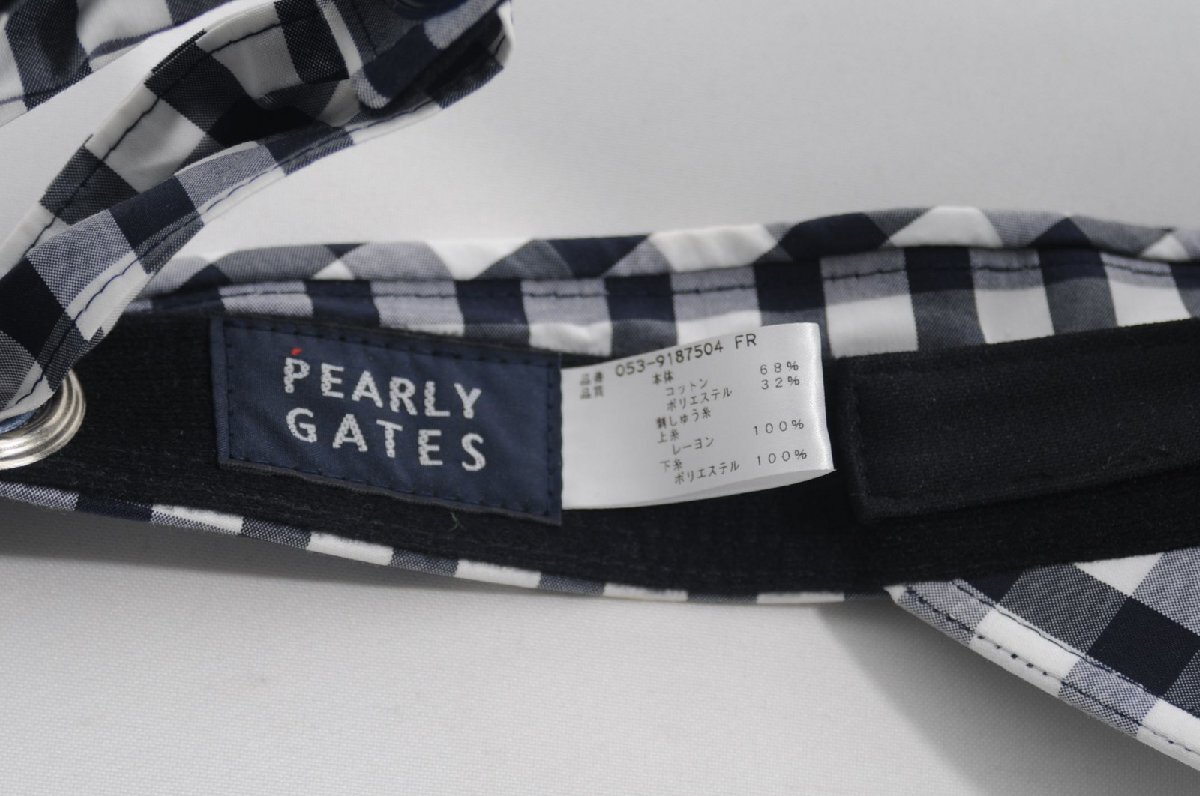 PEARLY
GATES
品番 053-9187504 FR
品質 本体
コットン 68%
ポリエステル 32%
刺しゅう糸
上糸
レーヨン 100%
下糸
ポリエステル 100%